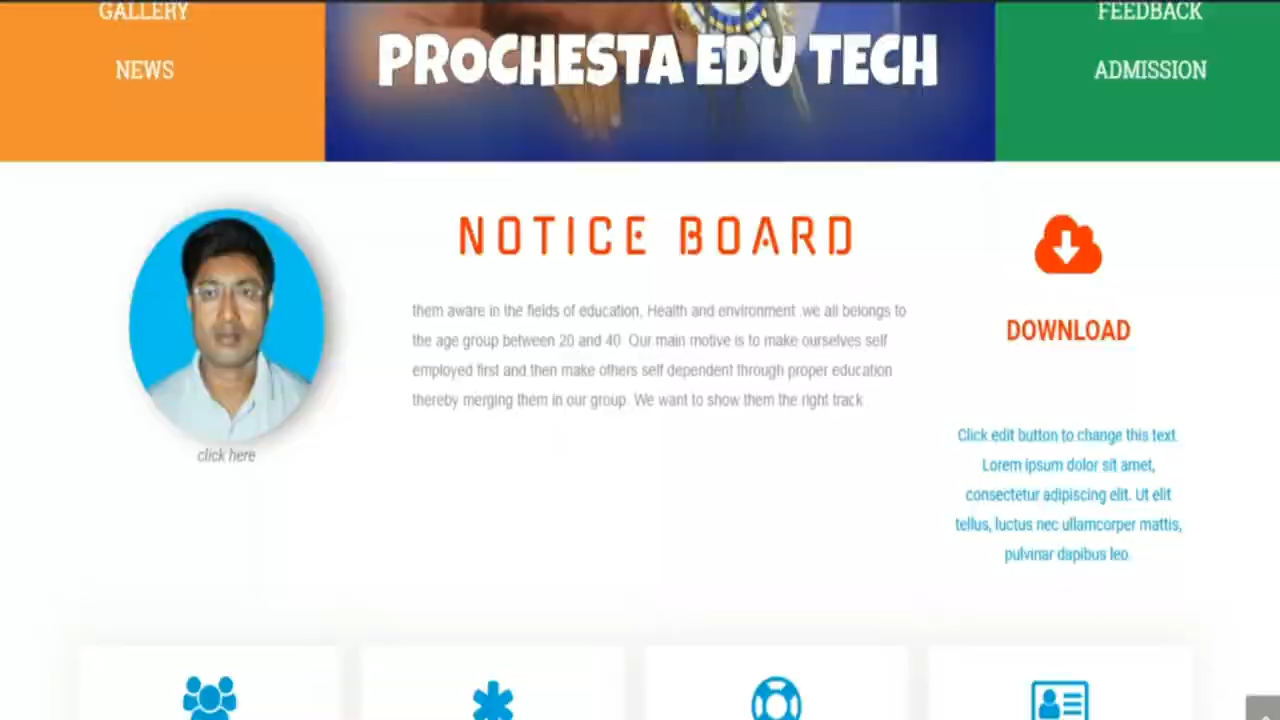 GALLERY
NEWS
PROCHESTA EDU TECH
FEEDBACK
ADMISSION
click here
NOTICE BOARD
them aware in the fields of education, Health and environment .we all belongs to
the age group between 20 and 40. Our main motive is to make ourselves self
employed first and then make others self dependent through proper education
thereby merging them in our group. We want to show them the right track
DOWNLOAD
Click edit button to change this text.
Lorem ipsum dolor sit amet,
consectetur adipiscing elit. Ut elit
tellus, luctus nec ullamcorper mattis,
pulvinar dapibus leo.